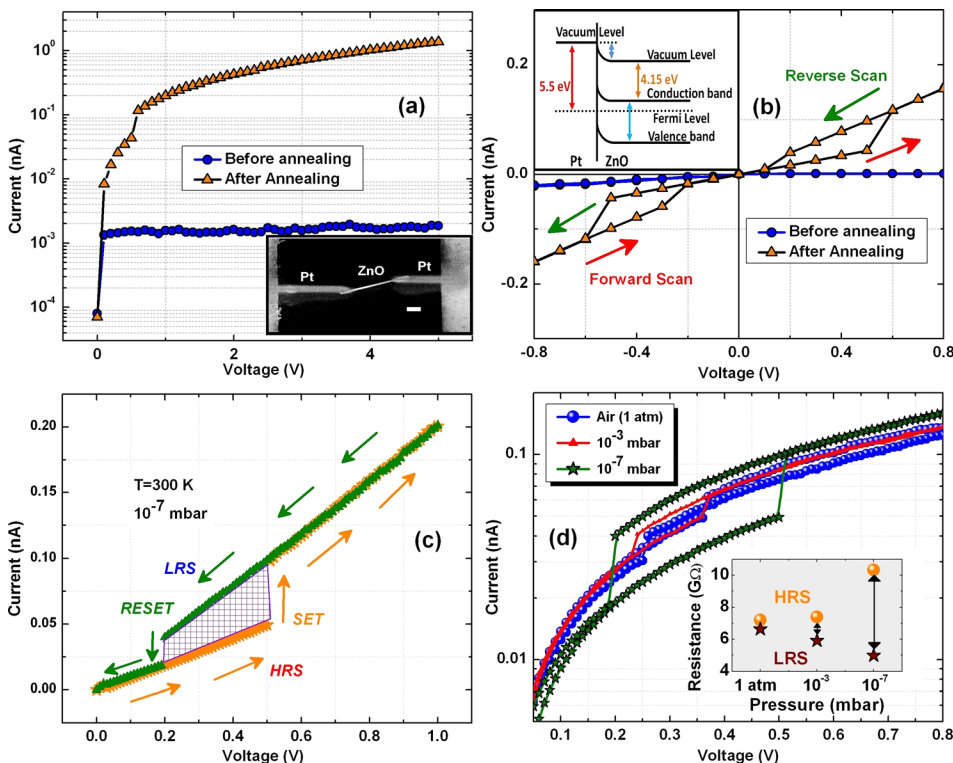 (a)
10⁰
10⁻¹
10⁻²
10⁻³
10⁻⁴
Current (nA)
Before annealing
After Annealing
Pt
ZnO
Pt
0
2
4
Voltage (V)
(b)
Vacuum Level
Vacuum Level
5.5 eV
4.15 eV
Conduction band
Fermi Level
Valence band
Pt
ZnO
Reverse Scan
Forward Scan
Before annealing
After Annealing
0.2
0.0
-0.2
Current (nA)
-0.8
-0.4
0.0
0.4
0.8
Voltage (V)
(c)
0.20
0.15
0.10
0.05
0.00
Current (nA)
T=300 K
10⁻⁷ mbar
LRS
RESET
SET
HRS
0.0
0.2
0.4
0.6
0.8
1.0
Voltage (V)
Air (1 atm)
10⁻³ mbar
10⁻⁷ mbar
(d)
0.1
0.01
Current (nA)
10
8
6
4
Resistance (GΩ)
HRS
LRS
1 atm
10⁻³
10⁻⁷
Pressure (mbar)
0.1
0.2
0.3
0.4
0.5
0.6
0.7
0.8
Voltage (V)